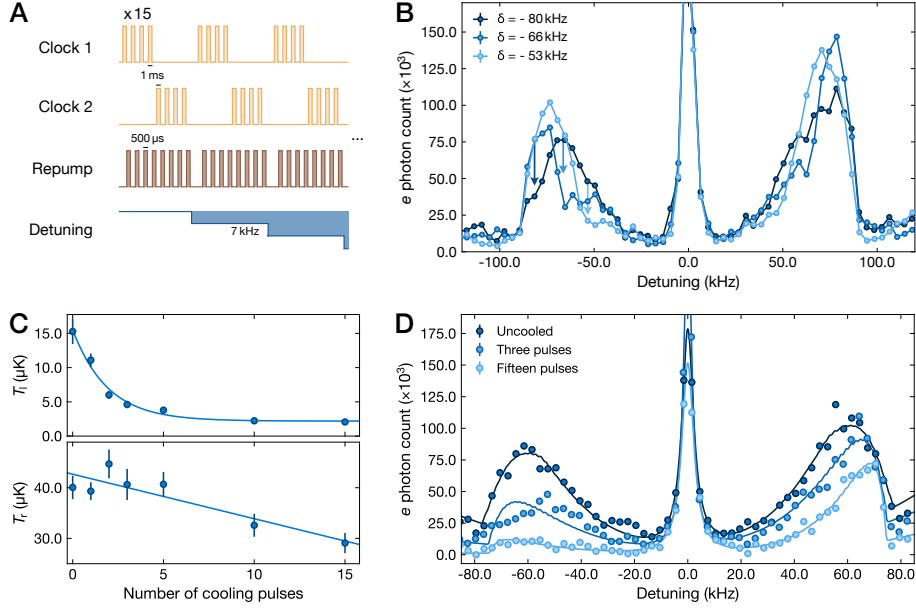 A
x 15
Clock 1
1 ms
Clock 2
500 µs
Repump
...
Detuning
7 kHz
B
δ = - 80 kHz
δ = - 66 kHz
δ = - 53 kHz
e photon count (×10³)
150.0
125.0
100.0
75.0
50.0
25.0
0.0
-100.0 -50.0 0.0 50.0 100.0
Detuning (kHz)
C
Tₗ (µK)
15.0
10.0
5.0
0.0
Tᵣ (µK)
40.0
30.0
0 5 10 15
Number of cooling pulses
D
Uncooled
Three pulses
Fifteen pulses
e photon count (×10³)
175.0
150.0
125.0
100.0
75.0
50.0
25.0
0.0
-80.0 -60.0 -40.0 -20.0 0.0 20.0 40.0 60.0 80.0
Detuning (kHz)